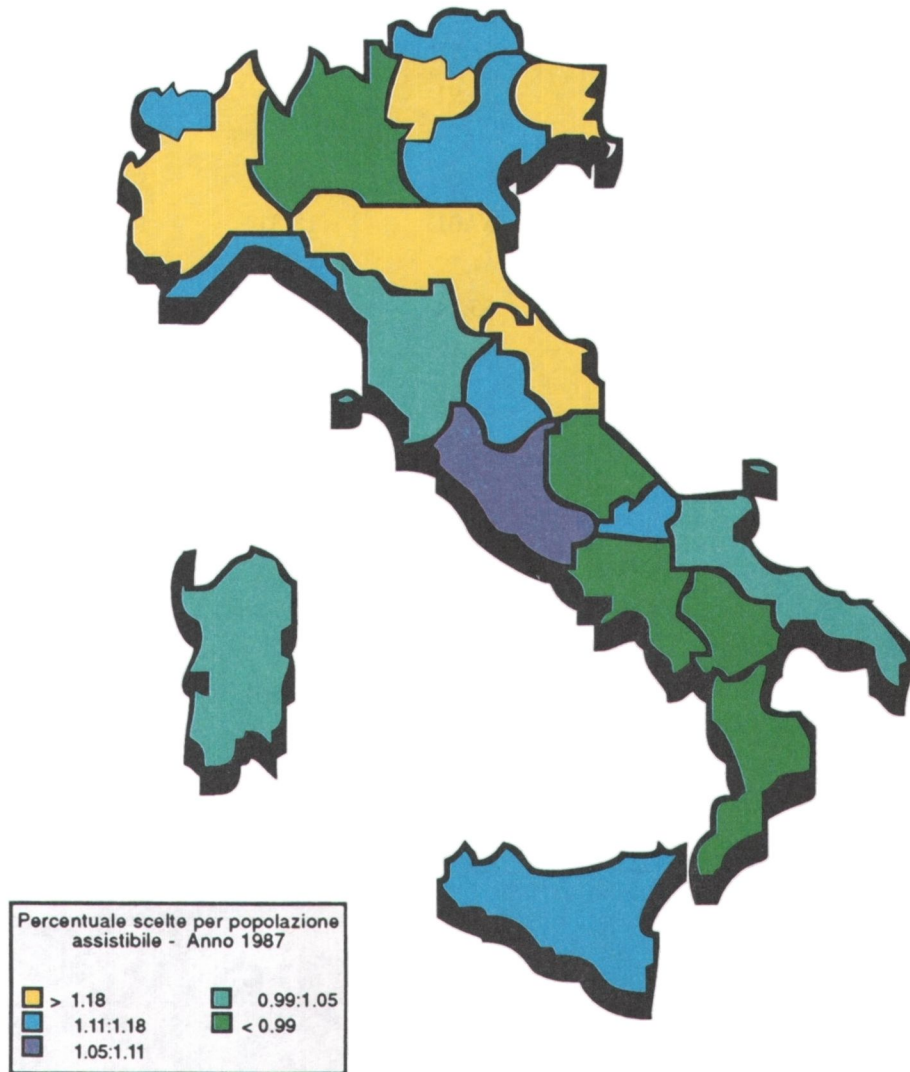 Percentuale scelte per popolazione
assistibile - Anno 1987
> 1.18
1.11:1.18
1.05:1.11
0.99:1.05
< 0.99